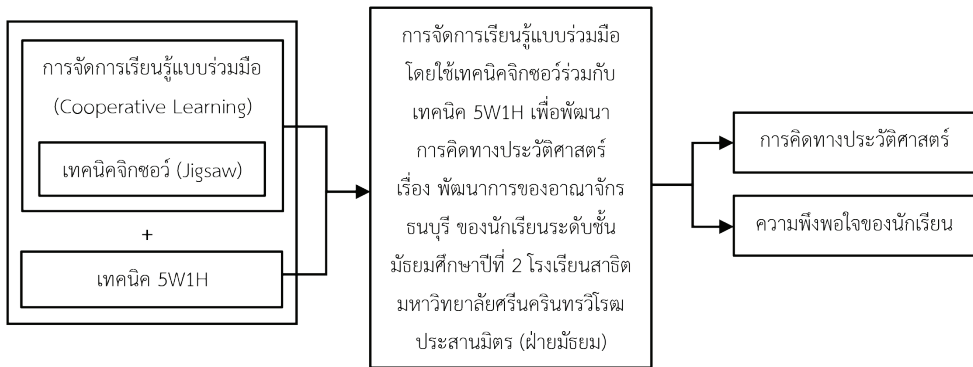 การจัดการเรียนรู้แบบร่วมมือ
(Cooperative Learning)
เทคนิคจิกซอว์ (Jigsaw)
+
เทคนิค 5W1H
การจัดการเรียนรู้แบบร่วมมือ
โดยใช้เทคนิคจิกซอว์ร่วมกับ
เทคนิค 5W1H เพื่อพัฒนา
การคิดทางประวัติศาสตร์
เรื่อง พัฒนาการของอาณาจักร
ธนบุรี ของนักเรียนระดับชั้น
มัธยมศึกษาปีที่ 2 โรงเรียนสาธิต
มหาวิทยาลัยศรีนครินทรวิโรฒ
ประสานมิตร (ฝ่ายมัธยม)
การคิดทางประวัติศาสตร์
ความพึงพอใจของนักเรียน